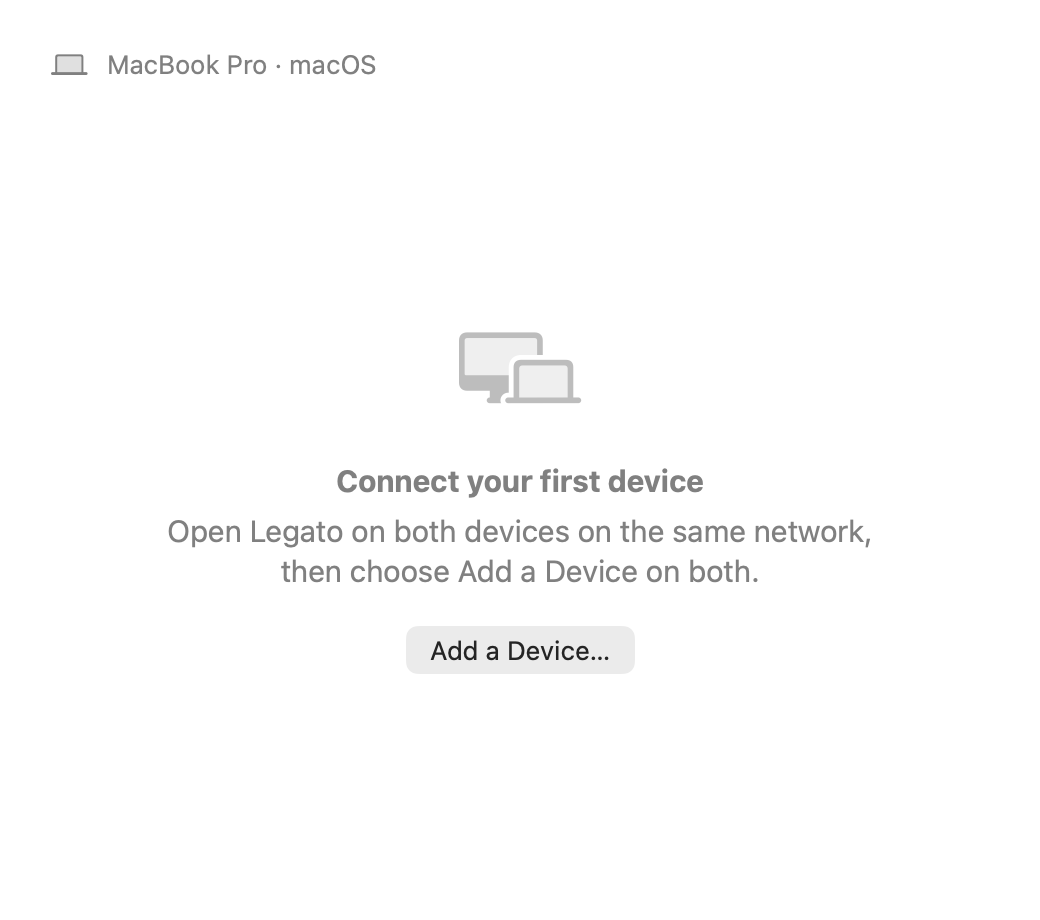 MacBook Pro · macOS
Connect your first device
Open Legato on both devices on the same network,
then choose Add a Device on both.
Add a Device...